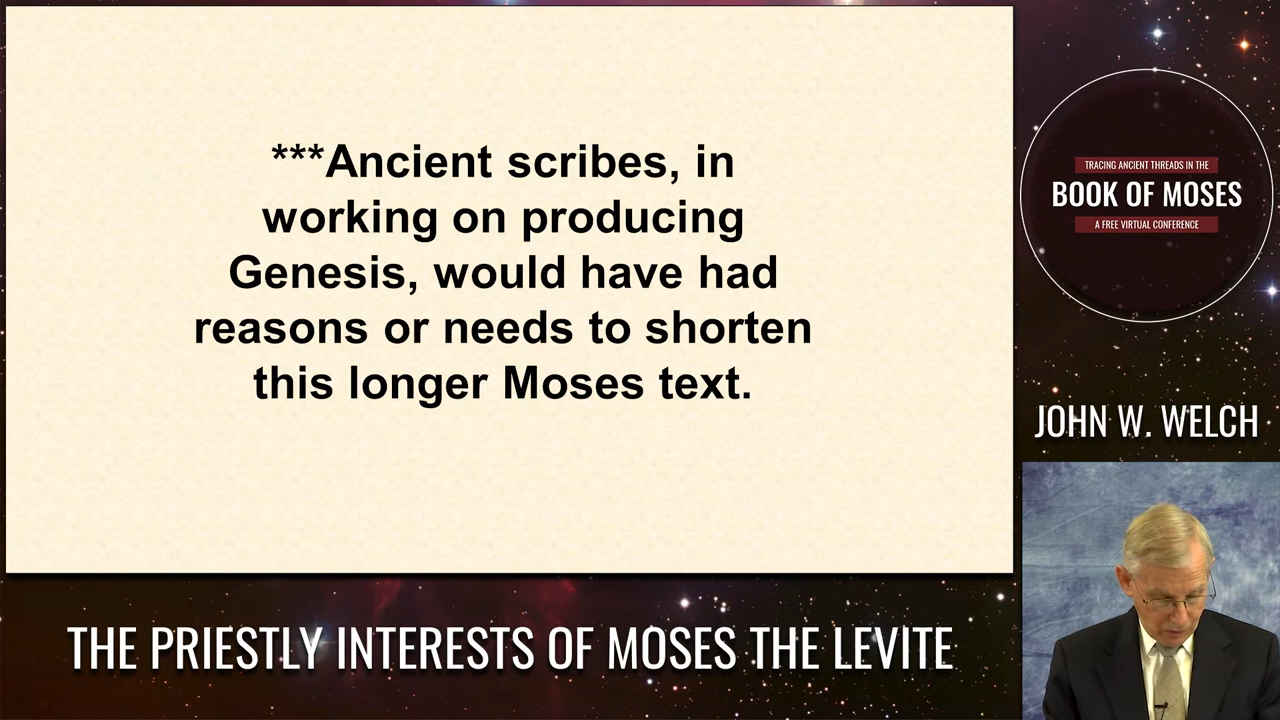 ***Ancient scribes, in
working on producing
Genesis, would have had
reasons or needs to shorten
this longer Moses text.
TRACING ANCIENT THREADS IN THE
BOOK OF MOSES
A FREE VIRTUAL CONFERENCE
JOHN W. WELCH
THE PRIESTLY INTERESTS OF MOSES THE LEVITE